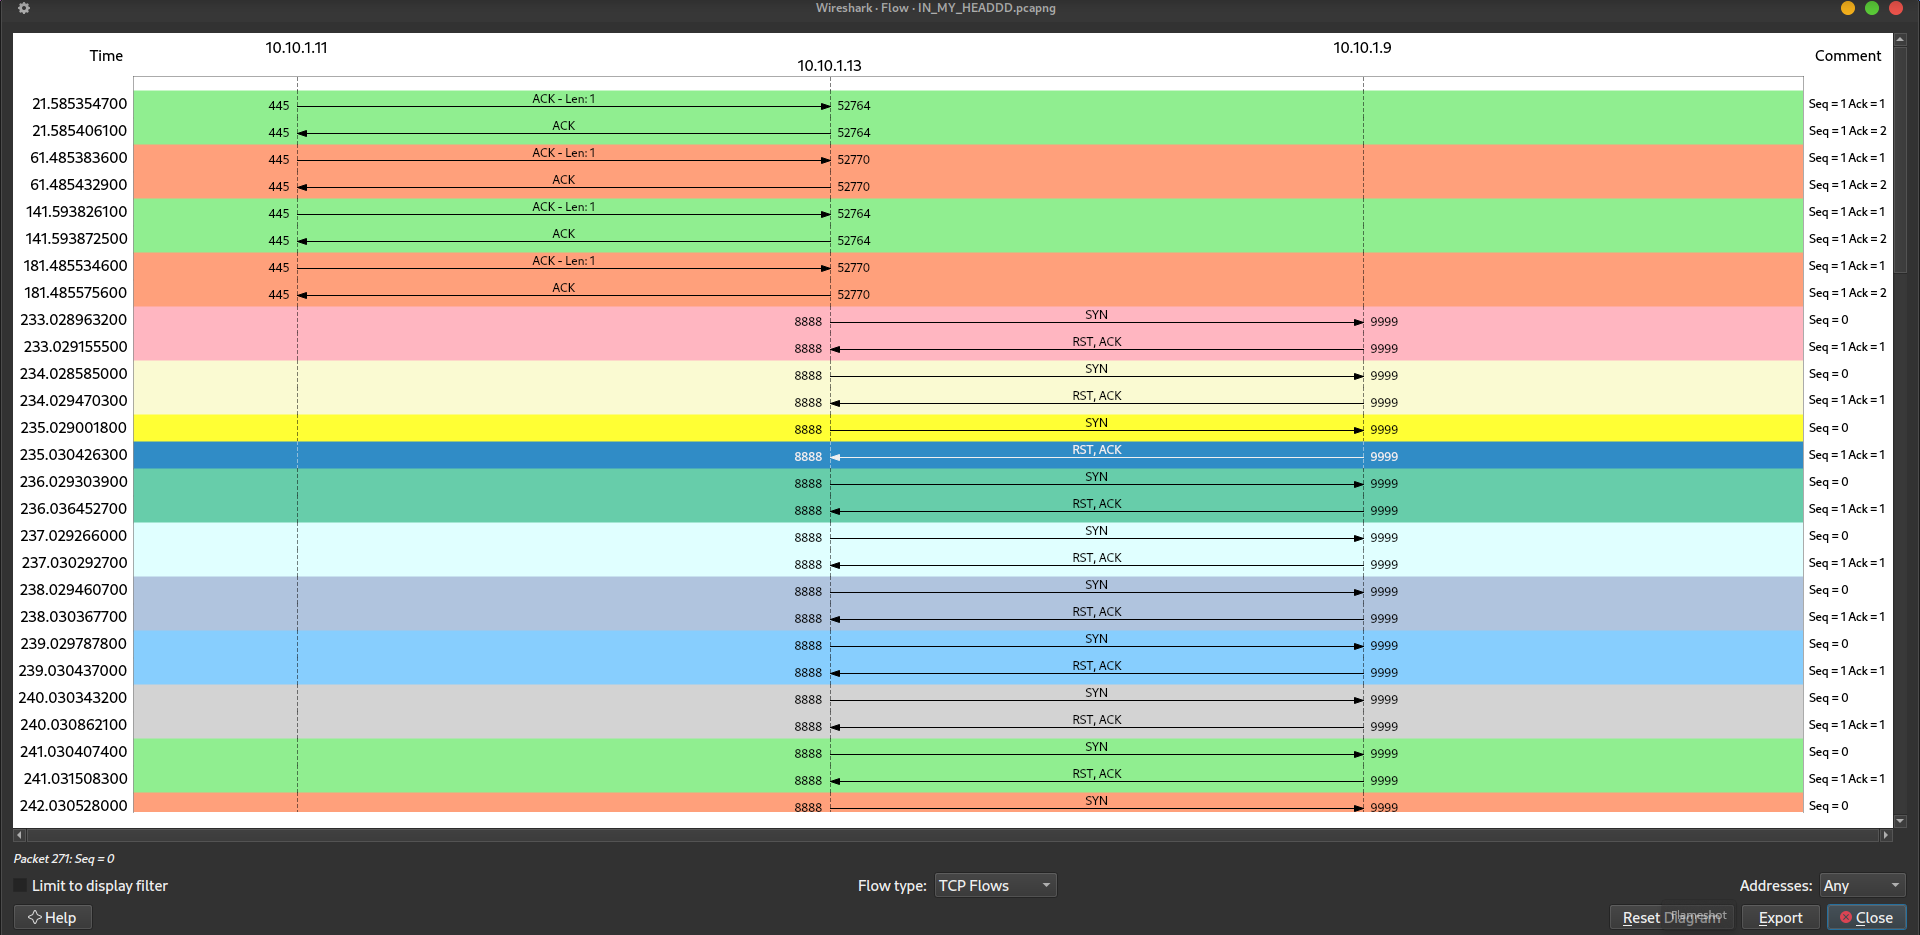 Wireshark · Flow · IN_MY_HEADDD.pcapng
10.10.1.11 10.10.1.9
Time Comment
10.10.1.13
21.585354700 445 ACK - Len: 1 52764 Seq = 1 Ack = 1
21.585406100 445 ACK 52764 Seq = 1 Ack = 2
61.485383600 445 ACK - Len: 1 52770 Seq = 1 Ack = 1
61.485432900 445 ACK 52770 Seq = 1 Ack = 2
141.593826100 445 ACK - Len: 1 52764 Seq = 1 Ack = 1
141.593872500 445 ACK 52764 Seq = 1 Ack = 2
181.485534600 445 ACK - Len: 1 52770 Seq = 1 Ack = 1
181.485575600 445 ACK 52770 Seq = 1 Ack = 2
233.028963200 8888 SYN 9999 Seq = 0
233.029155500 8888 RST, ACK 9999 Seq = 1 Ack = 1
234.028585000 8888 SYN 9999 Seq = 0
234.029470300 8888 RST, ACK 9999 Seq = 1 Ack = 1
235.029001800 8888 SYN 9999 Seq = 0
235.030426300 8888 RST, ACK 9999 Seq = 1 Ack = 1
236.029303900 8888 SYN 9999 Seq = 0
236.036452700 8888 RST, ACK 9999 Seq = 1 Ack = 1
237.029266000 8888 SYN 9999 Seq = 0
237.030292700 8888 RST, ACK 9999 Seq = 1 Ack = 1
238.029460700 8888 SYN 9999 Seq = 0
238.030367700 8888 RST, ACK 9999 Seq = 1 Ack = 1
239.029787800 8888 SYN 9999 Seq = 0
239.030437000 8888 RST, ACK 9999 Seq = 1 Ack = 1
240.030343200 8888 SYN 9999 Seq = 0
240.030862100 8888 RST, ACK 9999 Seq = 1 Ack = 1
241.030407400 8888 SYN 9999 Seq = 0
241.031508300 8888 RST, ACK 9999 Seq = 1 Ack = 1
242.030528000 8888 SYN 9999 Seq = 0
Packet 271: Seq = 0
Limit to display filter Flow type: TCP Flows Addresses: Any
Help Reset Diagram Flameshot Export Close